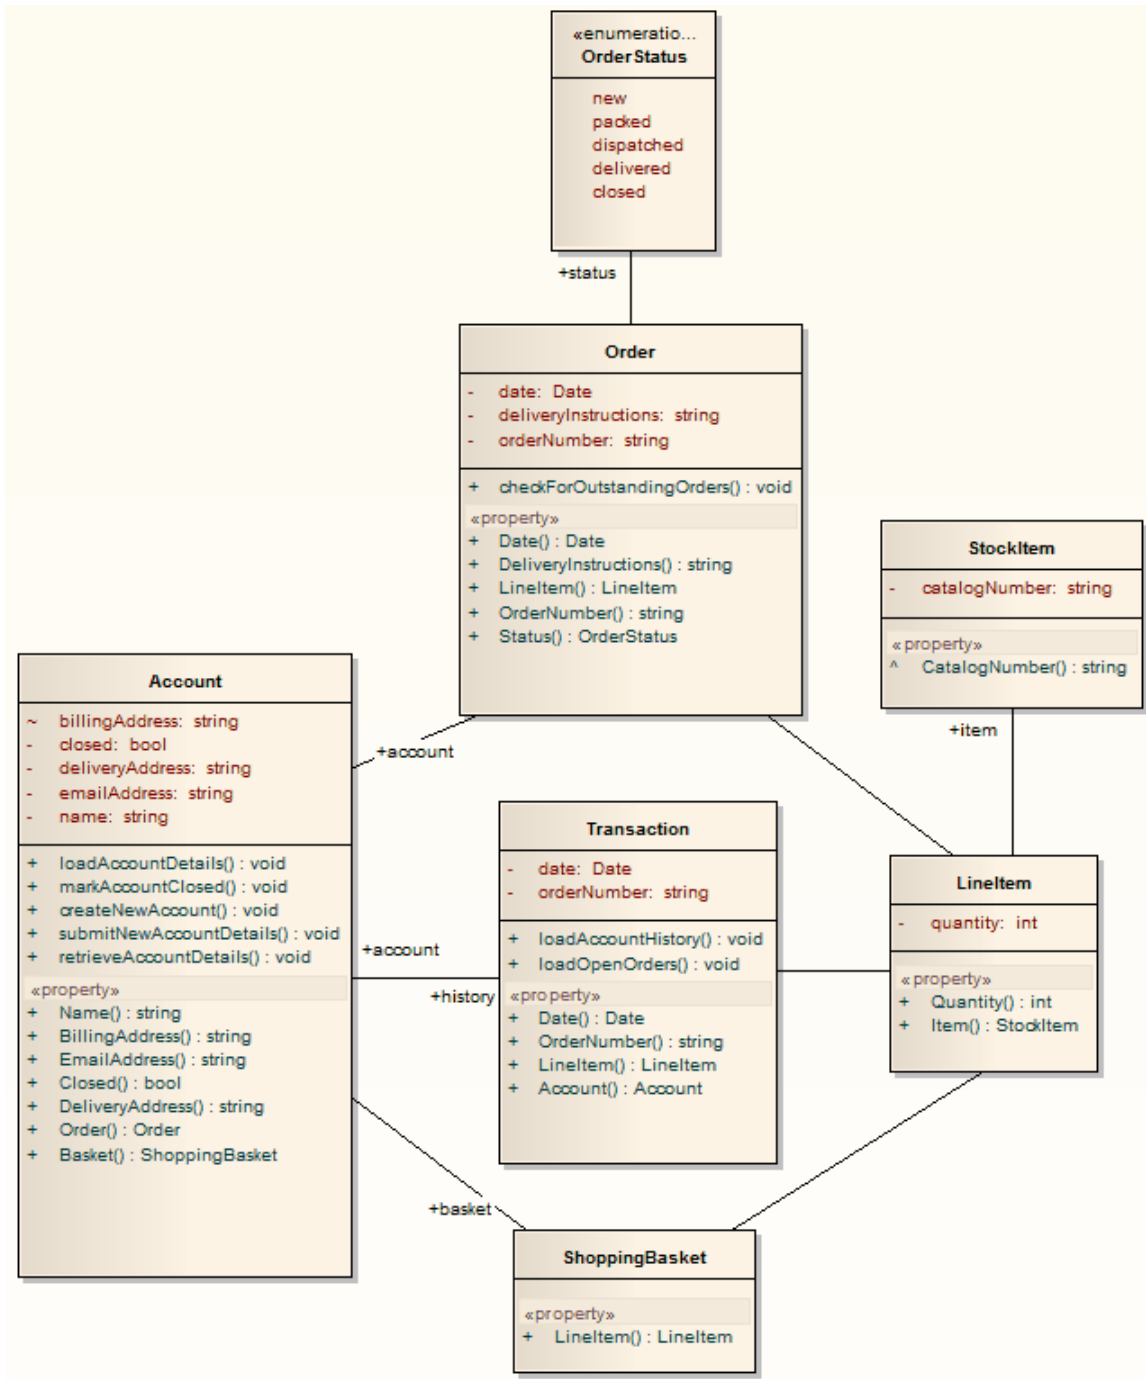 «enumeratio...
OrderStatus
new
packed
dispatched
delivered
closed
+status
Order
- date: Date
- deliveryInstructions: string
- orderNumber: string
+ checkForOutstandingOrders() : void
«property»
+ Date() : Date
+ DeliveryInstructions() : string
+ LineItem() : LineItem
+ OrderNumber() : string
+ Status() : OrderStatus
StockItem
- catalogNumber: string
«property»
^ CatalogNumber() : string
+item
Account
~ billingAddress: string
- closed: bool
- deliveryAddress: string
- emailAddress: string
- name: string
+ loadAccountDetails() : void
+ markAccountClosed() : void
+ createNewAccount() : void
+ submitNewAccountDetails() : void
+ retrieveAccountDetails() : void
«property»
+ Name() : string
+ BillingAddress() : string
+ EmailAddress() : string
+ Closed() : bool
+ DeliveryAddress() : string
+ Order() : Order
+ Basket() : ShoppingBasket
+account
+account
+history
+basket
Transaction
- date: Date
- orderNumber: string
+ loadAccountHistory() : void
+ loadOpenOrders() : void
«property»
+ Date() : Date
+ OrderNumber() : string
+ LineItem() : LineItem
+ Account() : Account
LineItem
- quantity: int
«property»
+ Quantity() : int
+ Item() : StockItem
ShoppingBasket
«property»
+ LineItem() : LineItem